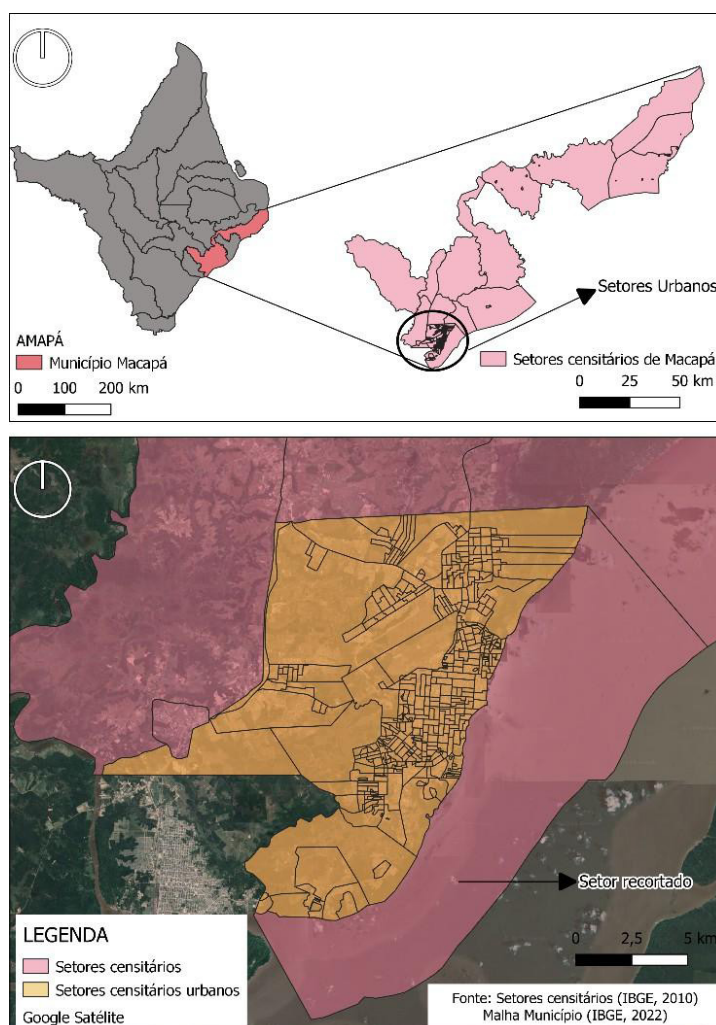 Setores Urbanos
AMAPÁ
Município Macapá
0 100 200 km
Setores censitários de Macapá
0 25 50 km
Setor recortado
LEGENDA
Setores censitários
Setores censitários urbanos
Google Satélite
0 2,5 5 km
Fonte: Setores censitários (IBGE, 2010)
Malha Município (IBGE, 2022)